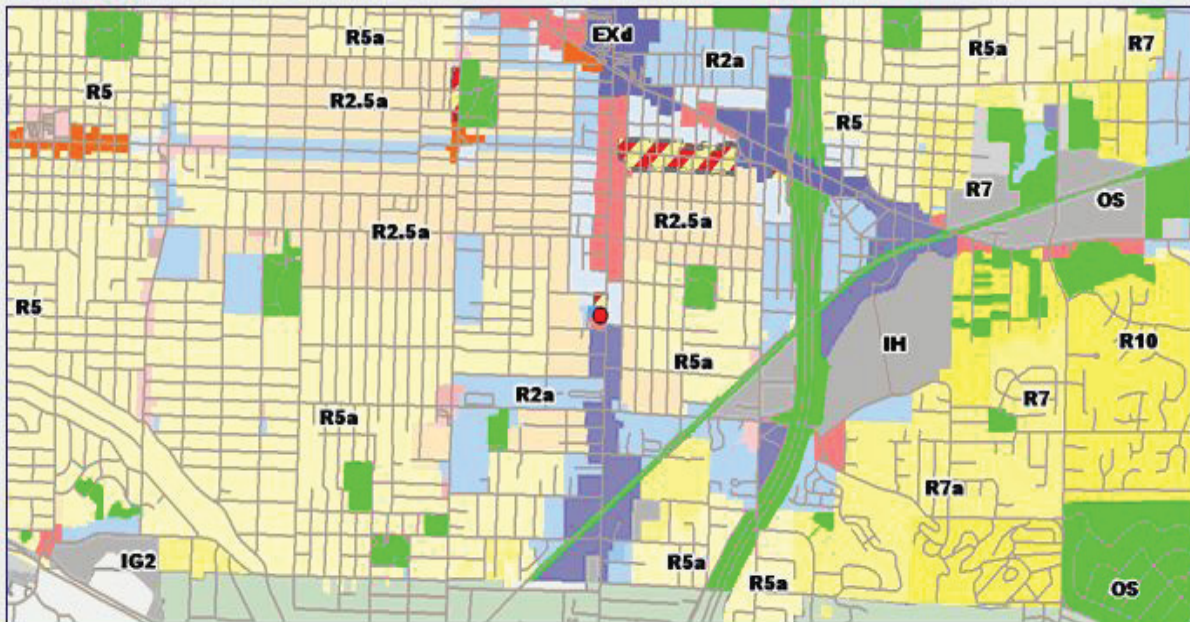 EXd
R5a
R5a
R7
R2a
R5
R2.5a
R5
R7
OS
R2.5a
R2.5a
R5
R10
IH
R5a
R7
R2a
R5a
R7a
IG2
R5a
R5a
OS